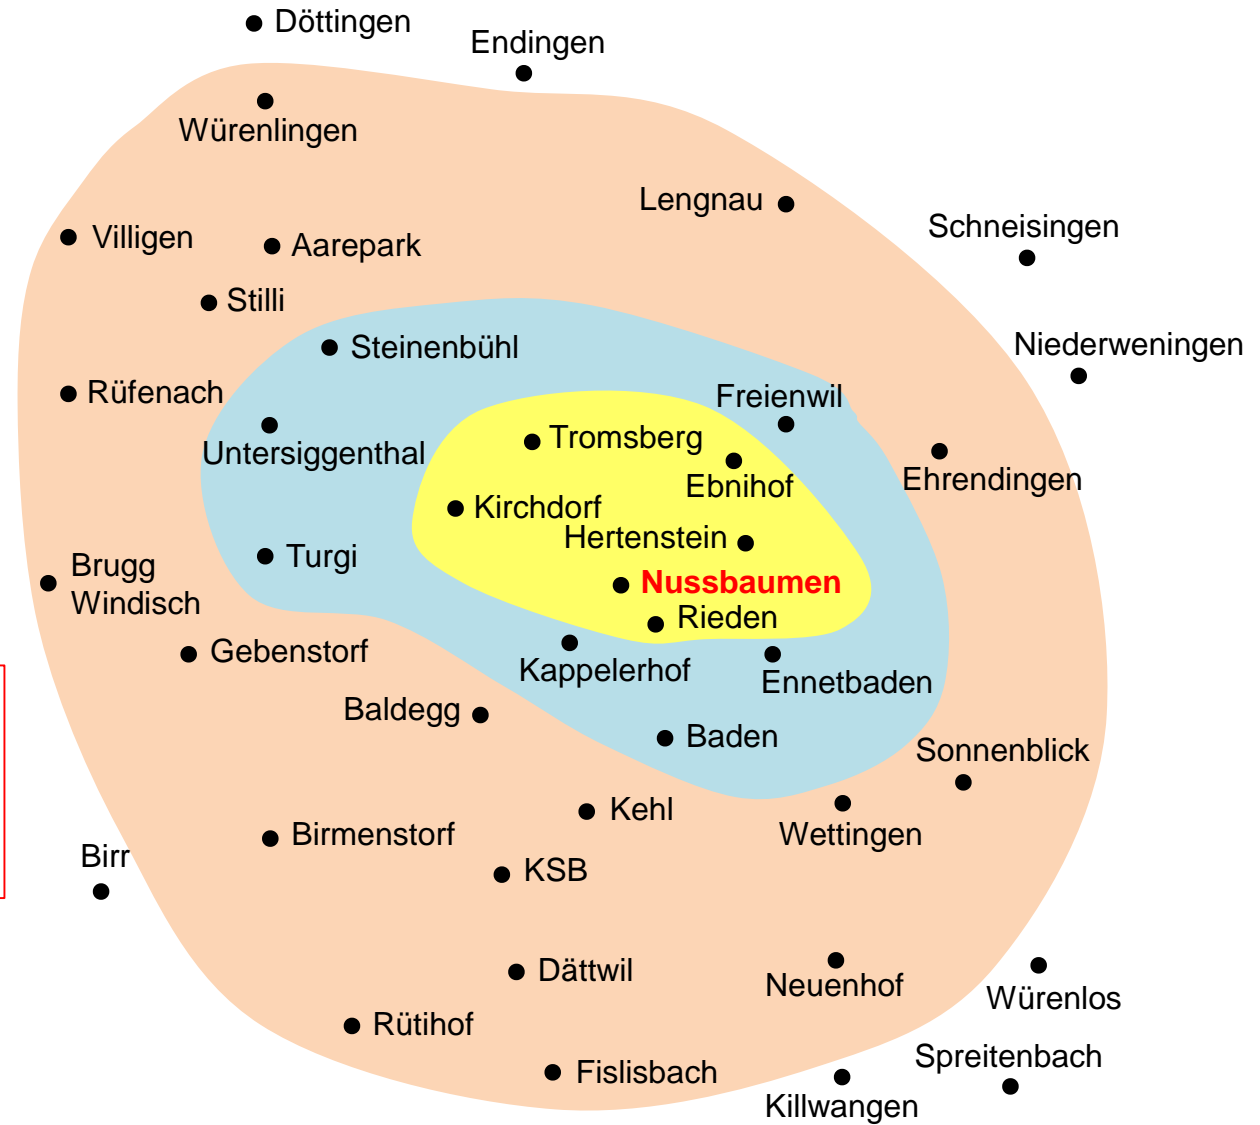 Döttingen
Endingen
Würenlingen
Lengnau
Schneisingen
Villigen
Aarepark
Stilli
Steinenbühl
Niederweningen
Rüfenach
Freienwil
Untersiggenthal
Tromsberg
Ebnihof
Ehrendingen
Kirchdorf
Hertenstein
Turgi
Brugg
Windisch
Nussbaumen
Rieden
Gebenstorf
Kappelerhof
Ennetbaden
Baldegg
Baden
Sonnenblick
Kehl
Wettingen
Birmenstorf
Birr
KSB
Dättwil
Neuenhof
Würenlos
Rütihof
Spreitenbach
Fislisbach
Killwangen